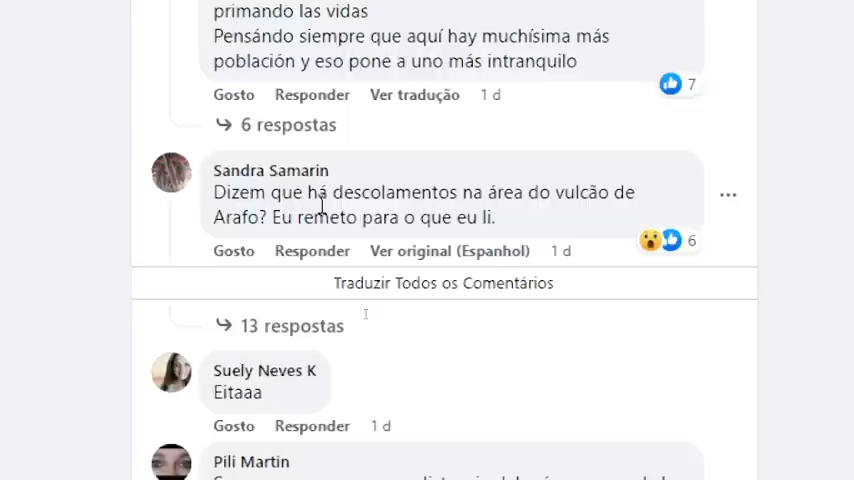 primando las vidas
Pensándo siempre que aquí hay muchísima más
población y eso pone a uno más intranquilo
Gosto Responder Ver tradução 1 d 7
6 respostas
Sandra Samarin
Dizem que há descolamentos na área do vulcão de
Arafo? Eu remeto para o que eu li.
Gosto Responder Ver original (Espanhol) 1 d 6
Traduzir Todos os Comentários
13 respostas
Suely Neves K
Eitaaa
Gosto Responder 1 d
Pili Martin